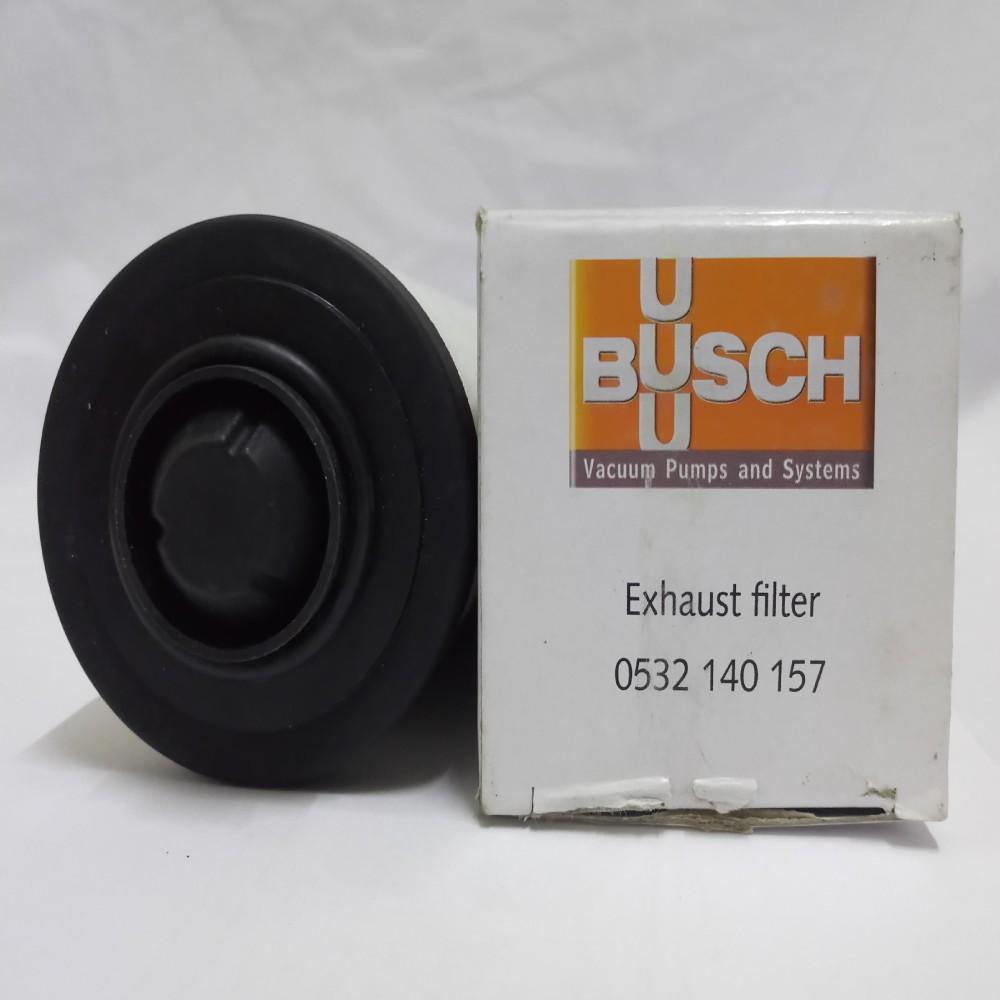 BUSCH
Vacuum Pumps and Systems
Exhaust filter
0532 140 157